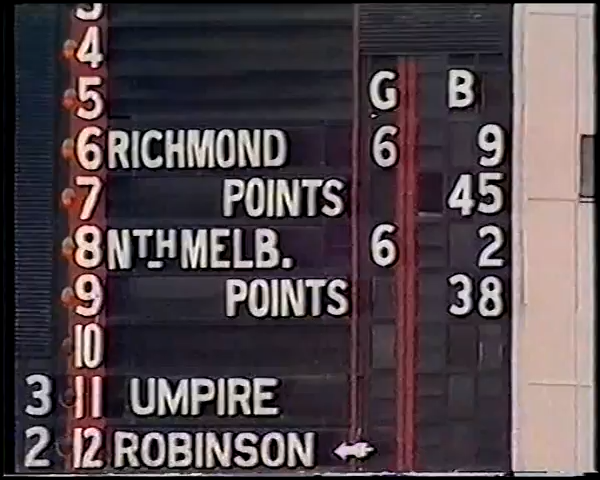 3
4
5 G B
6 RICHMOND 6 9
7 POINTS 45
8 NTH MELB. 6 2
9 POINTS 38
10
3 11 UMPIRE
2 12 ROBINSON